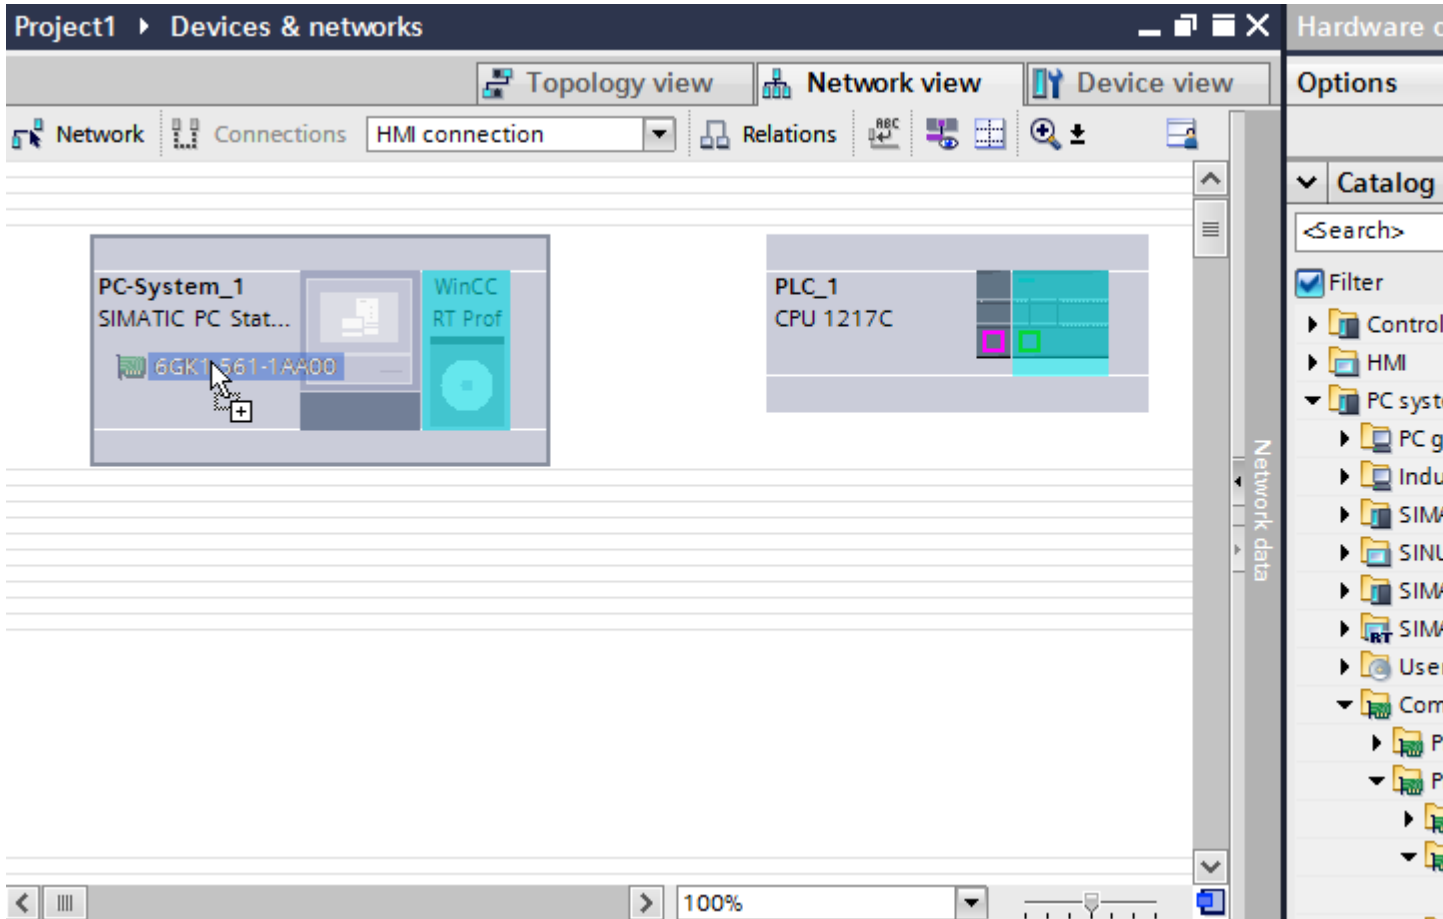 Project1 Devices & networks
Hardware c
Topology view Network view Device view
Options
Network Connections HMI connection Relations
Catalog
<Search>
Filter
PC-System_1
SIMATIC PC Stat...
WinCC
RT Prof
6GK1 561-1AA00
PLC_1
CPU 1217C
Control
HMI
PC syst
PC g
Indu
SIMA
SINU
SIMA
SIMA
User
Com
P
P
Network data
100%